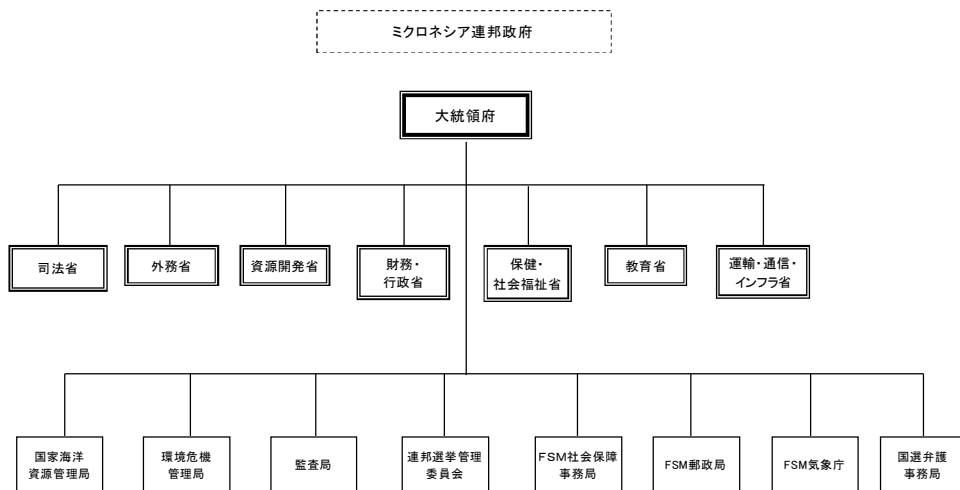 ミクロネシア連邦政府
大統領府
司法省
外務省
資源開発省
財務・
行政省
保健・
社会福祉省
教育省
運輸・通信・
インフラ省
国家海洋
資源管理局
環境危機
管理局
監査局
連邦選挙管理
委員会
FSM社会保障
事務局
FSM郵政局
FSM気象庁
国選弁護
事務局